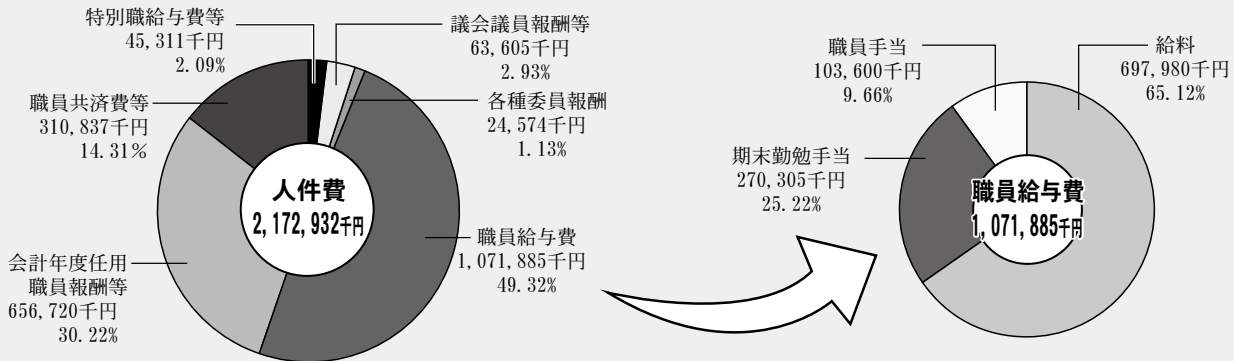 特別職給与費等
45,311千円
2.09%
議会議員報酬等
63,605千円
2.93%
各種委員報酬
24,574千円
1.13%
職員共済費等
310,837千円
14.31%
人件費
2,172,932千円
職員給与費
1,071,885千円
49.32%
会計年度任用
職員報酬等
656,720千円
30.22%
職員手当
103,600千円
9.66%
給料
697,980千円
65.12%
期末勤勉手当
270,305千円
25.22%
職員給与費
1,071,885千円